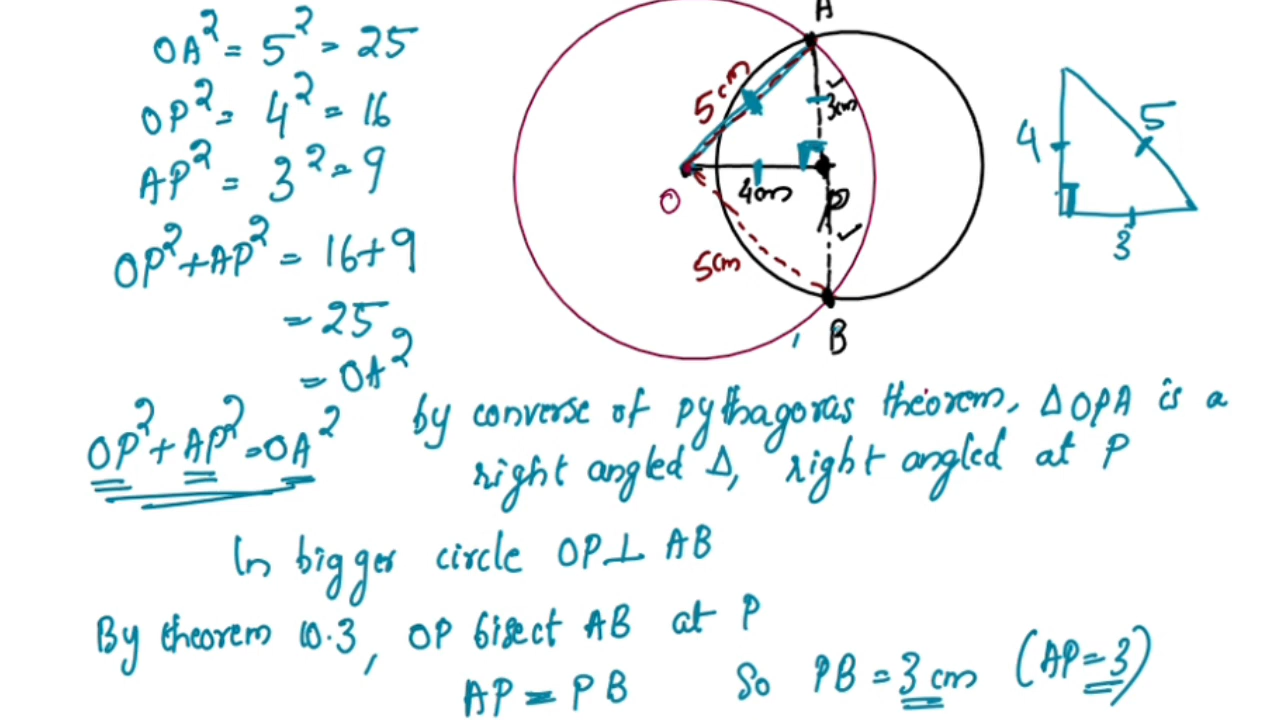 OA² = 5² = 25
OP² = 4² = 16
AP² = 3² = 9
OP² + AP² = 16+9
= 25
= OA²
OP² + AP² = OA²
A
5cm
3cm
O
4cm
P
5cm
B
4
5
3
by converse of pythagoras theorem, Δ OPA is a
right angled Δ, right angled at P
In bigger circle OP ⊥ AB
By theorem 10.3, OP bisect AB at P
AP = PB So PB = 3 cm (AP = 3)